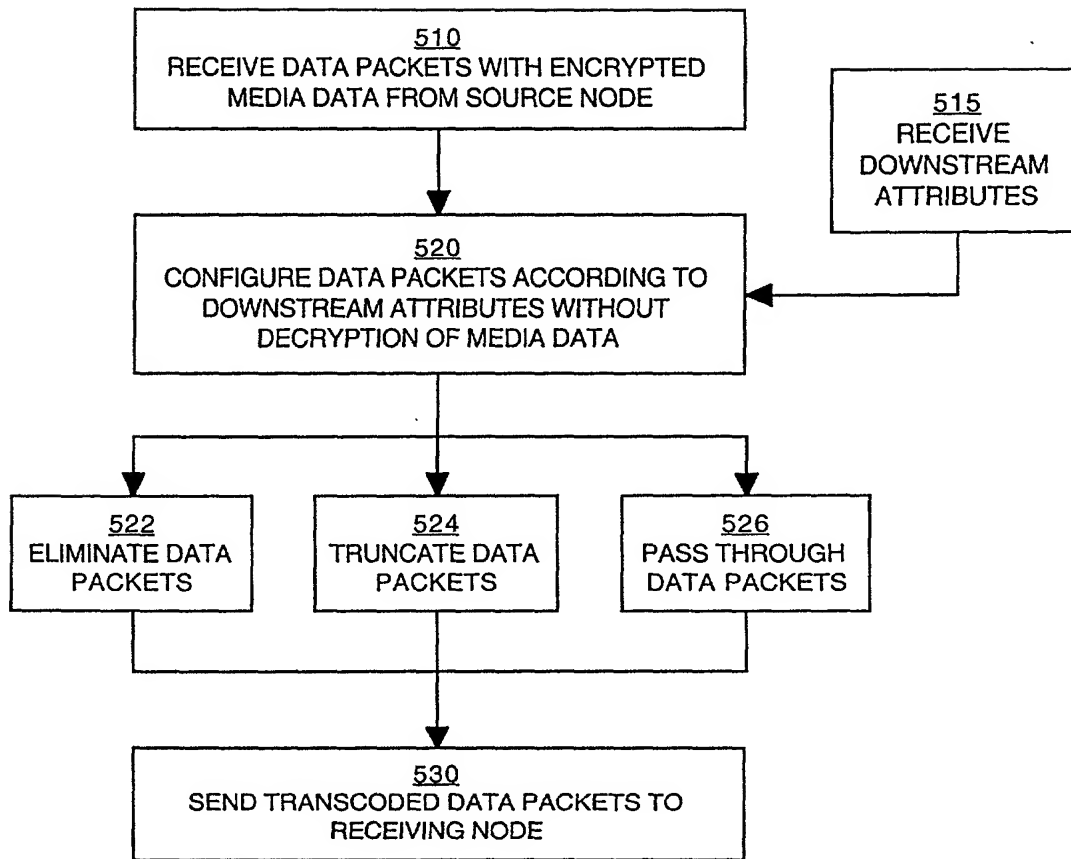 510
RECEIVE DATA PACKETS WITH ENCRYPTED
MEDIA DATA FROM SOURCE NODE
515
RECEIVE
DOWNSTREAM
ATTRIBUTES
520
CONFIGURE DATA PACKETS ACCORDING TO
DOWNSTREAM ATTRIBUTES WITHOUT
DECRYPTION OF MEDIA DATA
522
ELIMINATE DATA
PACKETS
524
TRUNCATE DATA
PACKETS
526
PASS THROUGH
DATA PACKETS
530
SEND TRANSCODED DATA PACKETS TO
RECEIVING NODE